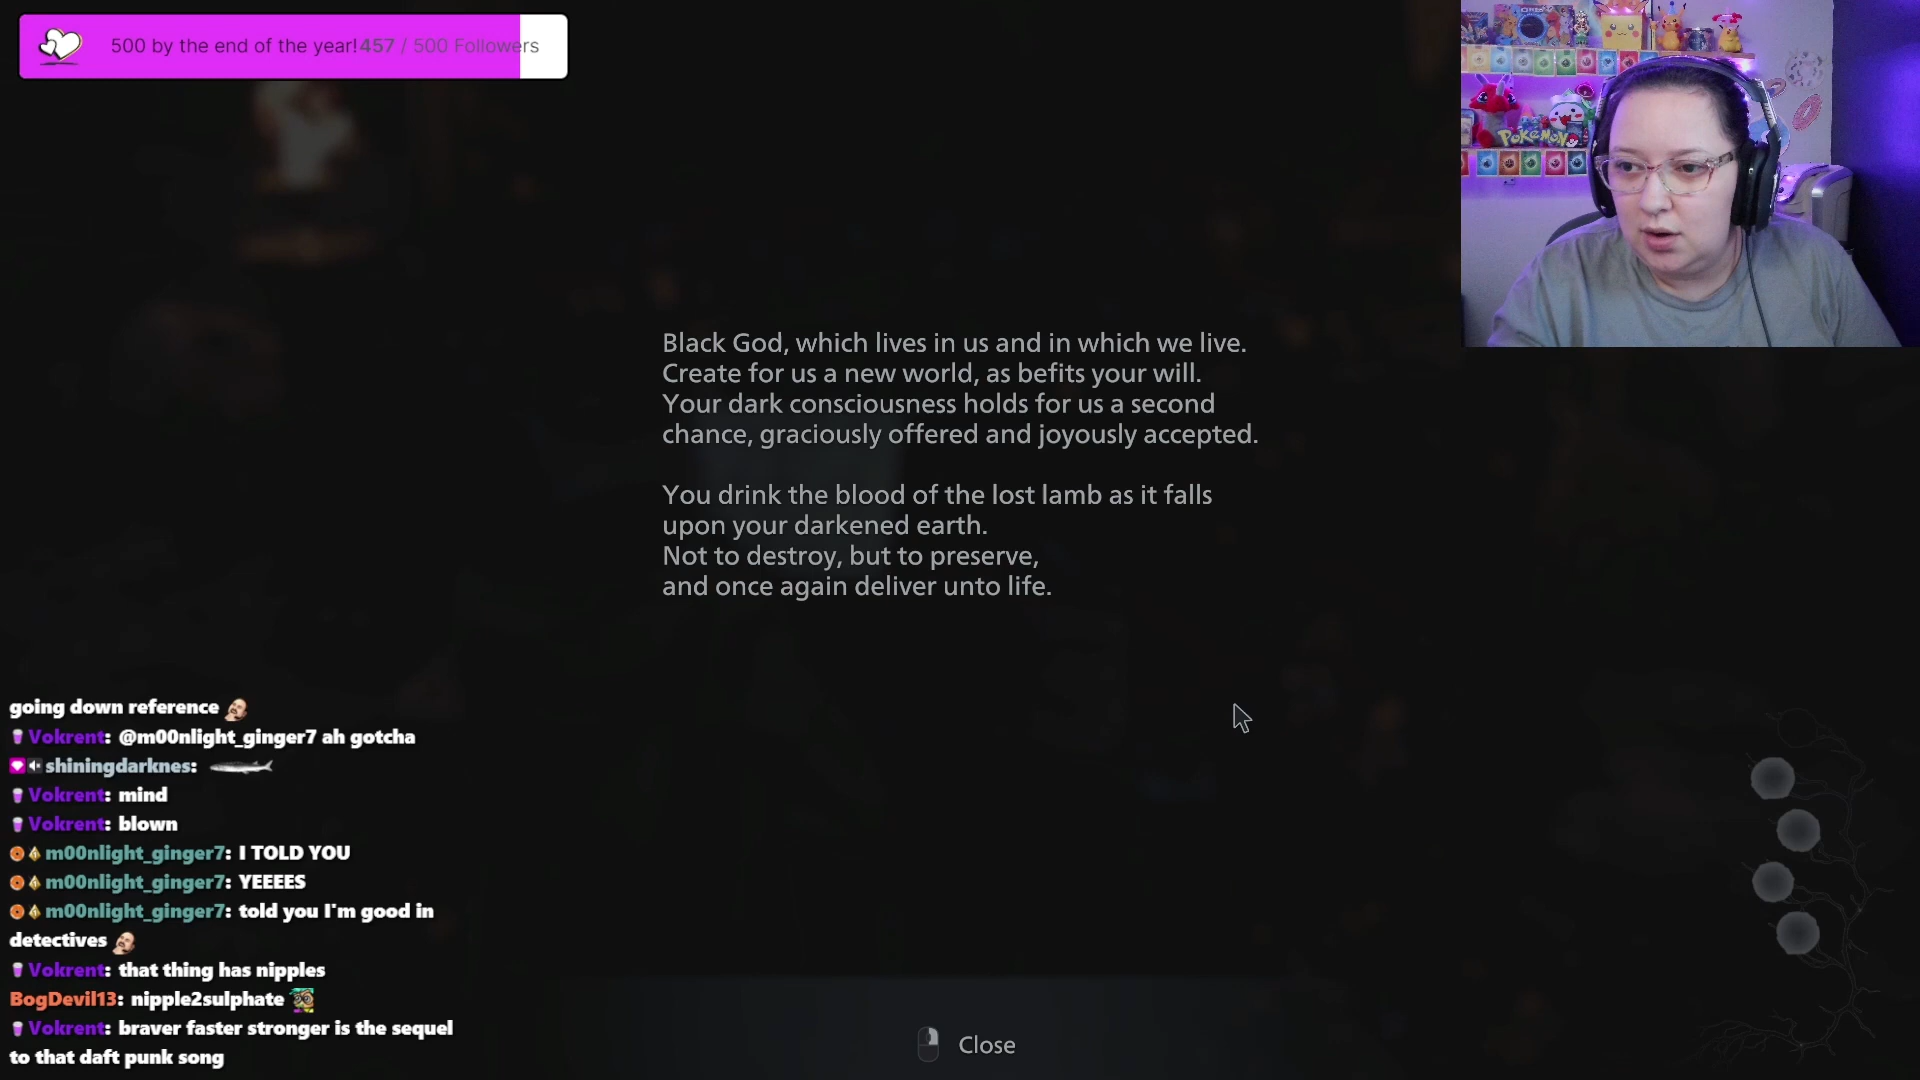 500 by the end of the year!457 / 500 Followers
POKéMON
Black God, which lives in us and in which we live.
Create for us a new world, as befits your will.
Your dark consciousness holds for us a second
chance, graciously offered and joyously accepted.
You drink the blood of the lost lamb as it falls
upon your darkened earth.
Not to destroy, but to preserve,
and once again deliver unto life.
going down reference
Vokrent: @m00nlight_ginger7 ah gotcha
shiningdarknes:
Vokrent: mind
Vokrent: blown
m00nlight_ginger7: I TOLD YOU
m00nlight_ginger7: YEEEES
m00nlight_ginger7: told you I'm good in
detectives
Vokrent: that thing has nipples
BogDevil13: nipple2sulphate
Vokrent: braver faster stronger is the sequel
to that daft punk song
Close